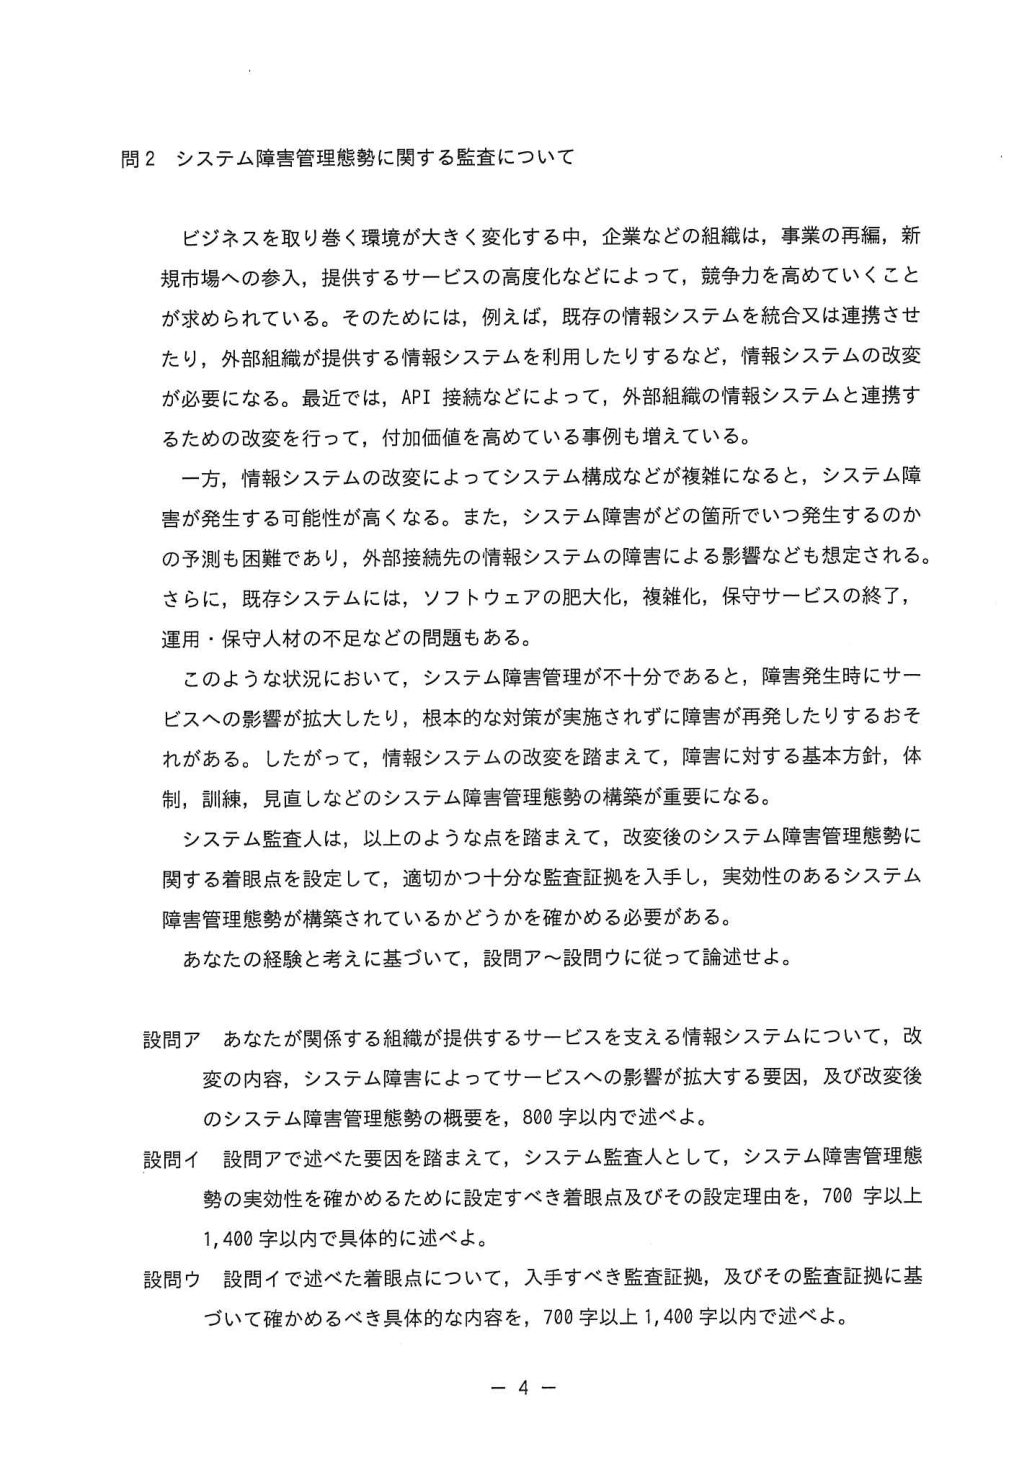 問2 システム障害管理態勢に関する監査について
ビジネスを取り巻く環境が大きく変化する中，企業などの組織は，事業の再編，新
規市場への参入，提供するサービスの高度化などによって，競争力を高めていくこと
が求められている。そのためには，例えば，既存の情報システムを統合又は連携させ
たり，外部組織が提供する情報システムを利用したりするなど，情報システムの改変
が必要になる。最近では，API 接続などによって，外部組織の情報システムと連携す
るための改変を行って，付加価値を高めている事例も増えている。
一方，情報システムの改変によってシステム構成などが複雑になると，システム障
害が発生する可能性が高くなる。また，システム障害がどの箇所でいつ発生するのか
の予測も困難であり，外部接続先の情報システムの障害による影響なども想定される。
さらに，既存システムには，ソフトウェアの肥大化，複雑化，保守サービスの終了，
運用・保守人材の不足などの問題もある。
このような状況において，システム障害管理が不十分であると，障害発生時にサー
ビスへの影響が拡大したり，根本的な対策が実施されずに障害が再発したりするおそ
れがある。したがって，情報システムの改変を踏まえて，障害に対する基本方針，体
制，訓練，見直しなどのシステム障害管理態勢の構築が重要になる。
システム監査人は，以上のような点を踏まえて，改変後のシステム障害管理態勢に
関する着眼点を設定して，適切かつ十分な監査証拠を入手し，実効性のあるシステム
障害管理態勢が構築されているかどうかを確かめる必要がある。
あなたの経験と考えに基づいて，設問ア～設問ウに従って論述せよ。
設問ア あなたが関係する組織が提供するサービスを支える情報システムについて，改
変の内容，システム障害によってサービスへの影響が拡大する要因，及び改変後
のシステム障害管理態勢の概要を，800 字以内で述べよ。
設問イ 設問アで述べた要因を踏まえて，システム監査人として，システム障害管理態
勢の実効性を確かめるために設定すべき着眼点及びその設定理由を，700 字以上
1,400 字以内で具体的に述べよ。
設問ウ 設問イで述べた着眼点について，入手すべき監査証拠，及びその監査証拠に基
づいて確かめるべき具体的な内容を，700 字以上 1,400 字以内で述べよ。
－ 4 －